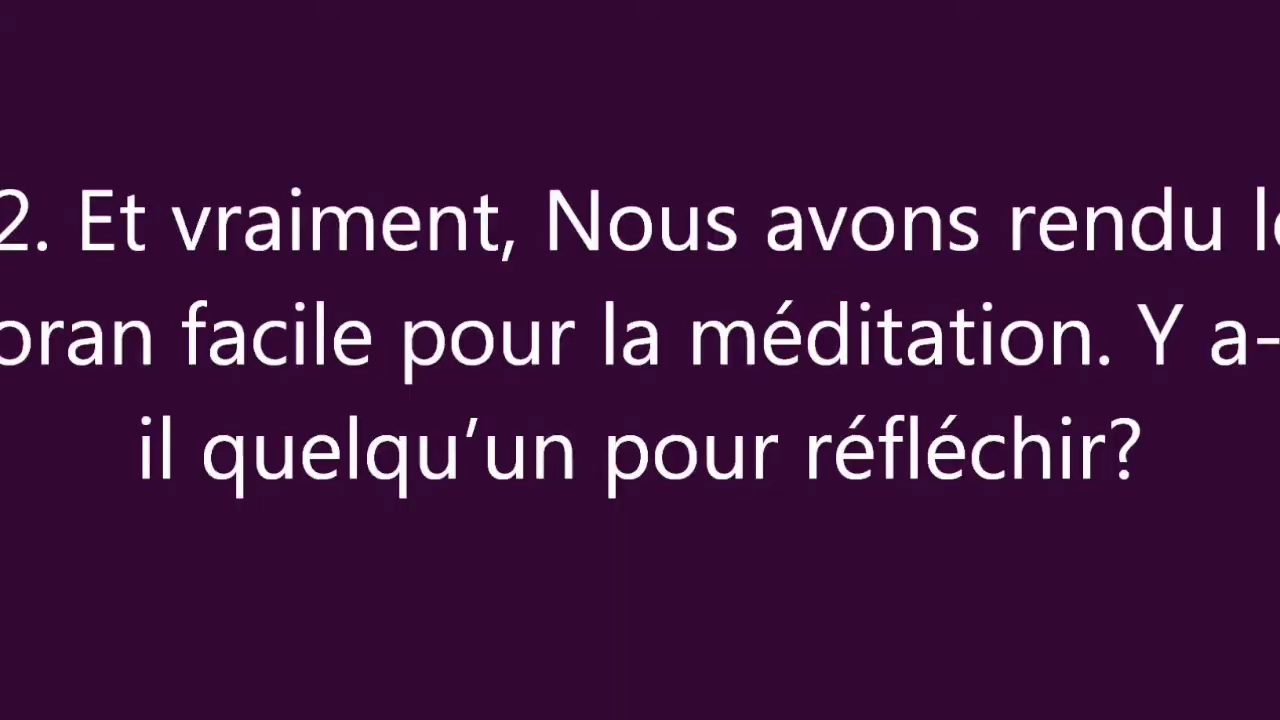 2. Et vraiment, Nous avons rendu le
oran facile pour la méditation. Y a-
il quelqu’un pour réfléchir?